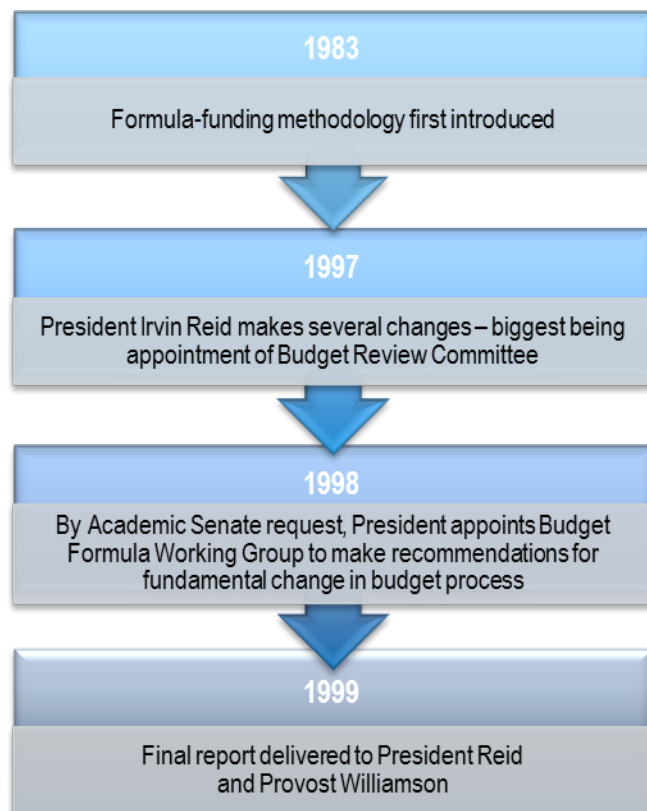 1983
Formula-funding methodology first introduced
1997
President Irvin Reid makes several changes – biggest being
appointment of Budget Review Committee
1998
By Academic Senate request, President appoints Budget
Formula Working Group to make recommendations for
fundamental change in budget process
1999
Final report delivered to President Reid
and Provost Williamson